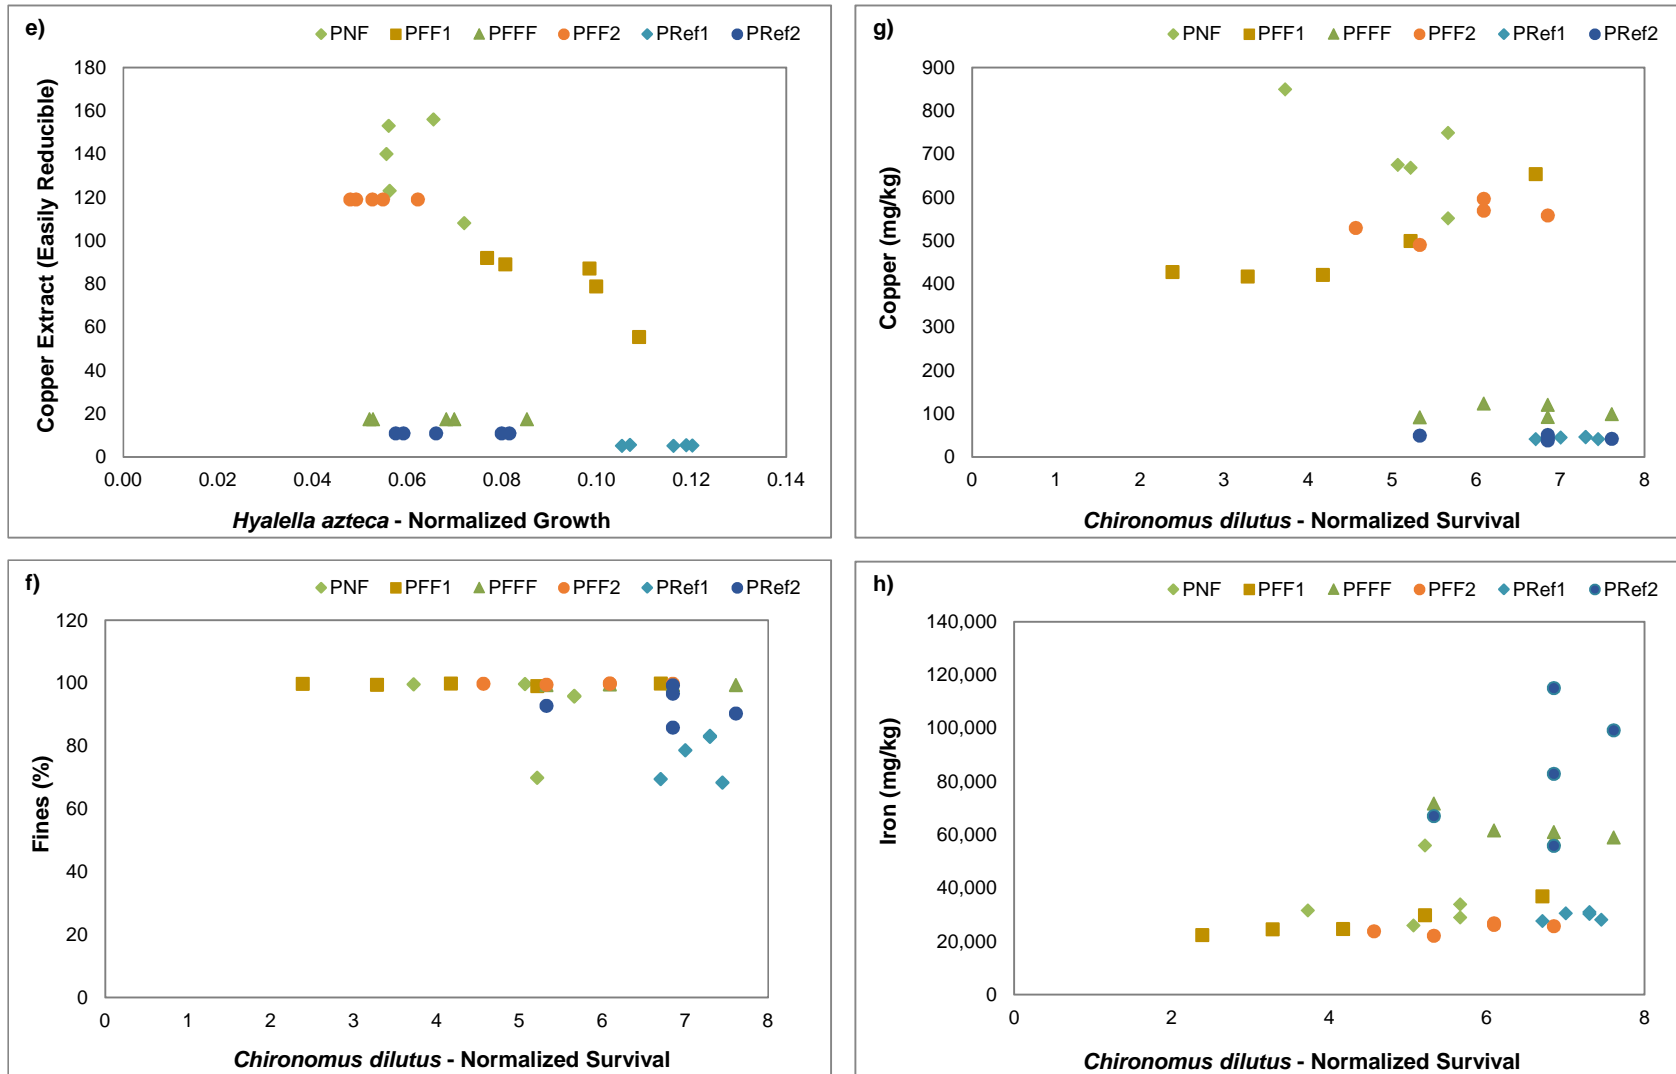 e)
PNF PFF1 PFFF PFF2 PRef1 PRef2
180
160
140
120
100
80
60
40
20
0
Copper Extract (Easily Reducible)
0.00 0.02 0.04 0.06 0.08 0.10 0.12 0.14
Hyalella azteca - Normalized Growth
g)
PNF PFF1 PFFF PFF2 PRef1 PRef2
900
800
700
600
500
400
300
200
100
0
Copper (mg/kg)
0 1 2 3 4 5 6 7 8
Chironomus dilutus - Normalized Survival
f)
PNF PFF1 PFFF PFF2 PRef1 PRef2
120
100
80
60
40
20
0
Fines (%)
0 1 2 3 4 5 6 7 8
Chironomus dilutus - Normalized Survival
h)
PNF PFF1 PFFF PFF2 PRef1 PRef2
140,000
120,000
100,000
80,000
60,000
40,000
20,000
0
Iron (mg/kg)
0 2 4 6 8
Chironomus dilutus - Normalized Survival